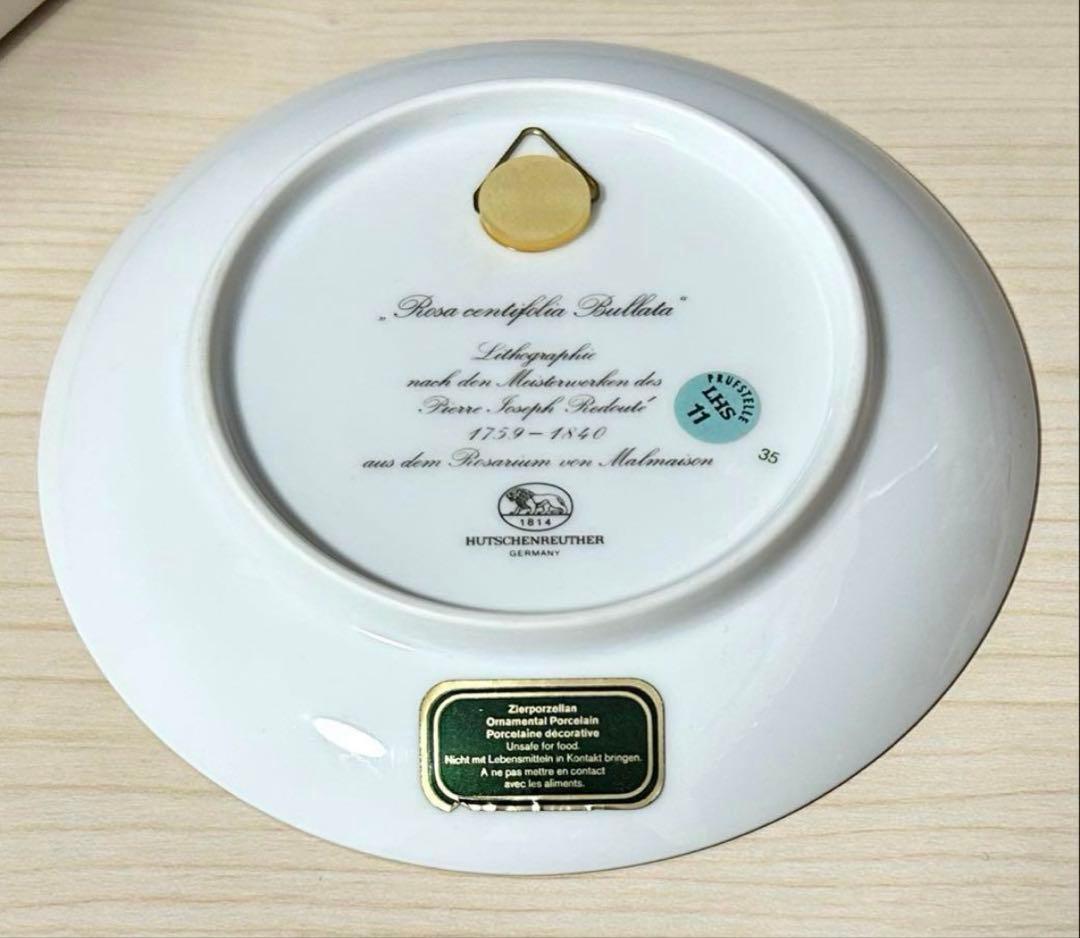 „Rosa centifolia Bullata“
Lithographie
nach den Meisterwerken des
Pierre Joseph Redouté
1759 – 1840
aus dem Rosarium von Malmaison
PRÜFSTELLE
LHS
11
35
1814
HUTSCHENREUTHER
GERMANY
Zierporzellan
Ornamental Porcelain
Porcelaine décorative
Unsafe for food.
Nicht mit Lebensmitteln in Kontakt bringen.
A ne pas mettre en contact
avec les aliments.